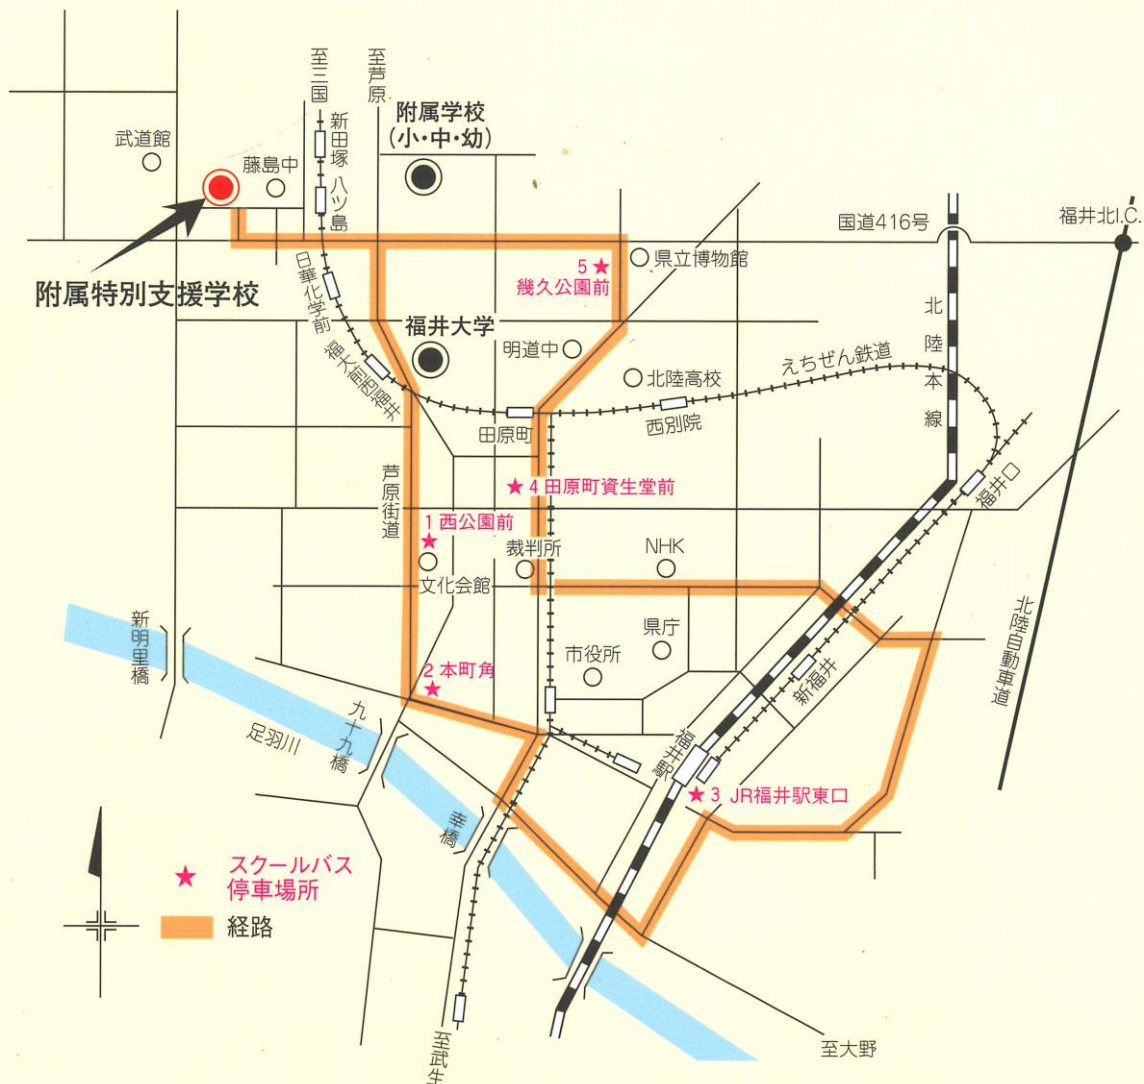 至三国
至芦原
附属学校
(小・中・幼)
新田塚
武道館
藤島中
八ツ島
国道416号
福井北I.C.
附属特別支援学校
日華化学前
5
幾久公園前
県立博物館
北陸本線
福井大学
明道中
福大前西福井
北陸高校
えちぜん鉄道
田原町
西別院
芦原街道
4 田原町資生堂前
福井口
1 西公園前
裁判所
NHK
文化会館
北陸自動車道
新明里橋
県庁
市役所
新福井
2 本町角
九十九橋
足羽川
福井駅
3 JR福井駅東口
幸橋
スクールバス
停車場所
経路
至武生
至大野